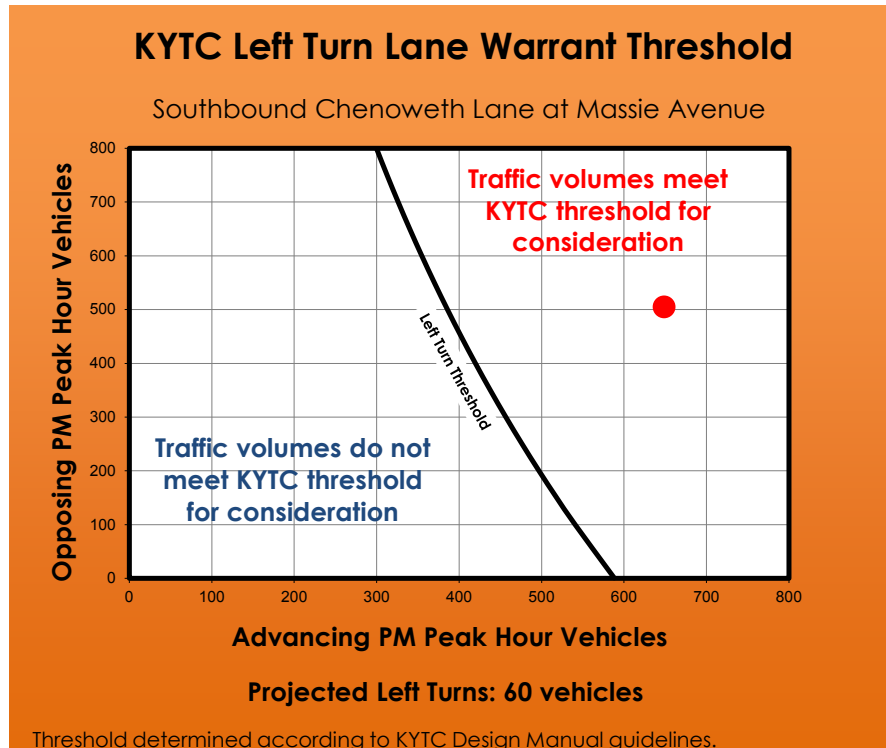 KYTC Left Turn Lane Warrant Threshold
Southbound Chenoweth Lane at Massie Avenue
Opposing PM Peak Hour Vehicles
800
700
600
500
400
300
200
100
0
Traffic volumes meet
KYTC threshold for
consideration
Left Turn Threshold
Traffic volumes do not
meet KYTC threshold
for consideration
0 100 200 300 400 500 600 700 800
Advancing PM Peak Hour Vehicles
Projected Left Turns: 60 vehicles
Threshold determined according to KYTC Design Manual guidelines.